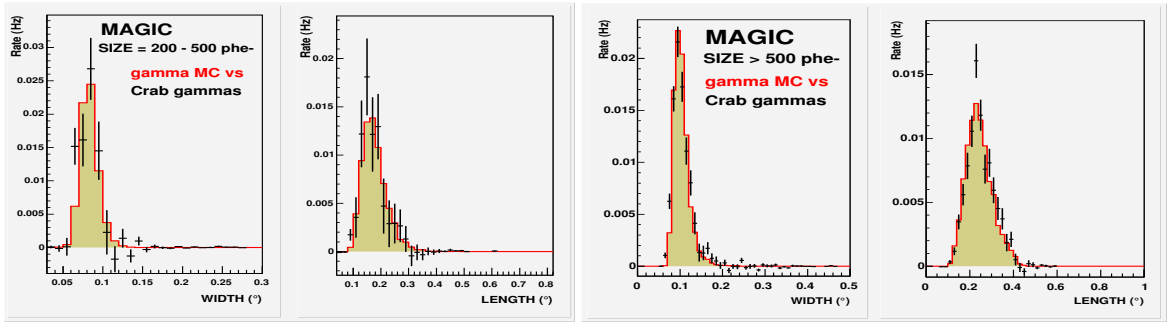 Rate (Hz)
MAGIC
SIZE = 200 - 500 phe-
gamma MC vs
Crab gammas
0.03
0.025
0.02
0.015
0.01
0.005
0
0.05 0.1 0.15 0.2 0.25 0.3
WIDTH (°)
Rate (Hz)
0.02
0.015
0.01
0.005
0
0.1 0.2 0.3 0.4 0.5 0.6 0.7 0.8
LENGTH (°)
Rate (Hz)
MAGIC
SIZE > 500 phe-
gamma MC vs
Crab gammas
0.02
0.015
0.01
0.005
0
0 0.1 0.2 0.3 0.4 0.5
WIDTH (°)
Rate (Hz)
0.015
0.01
0.005
0
0 0.2 0.4 0.6 0.8 1
LENGTH (°)